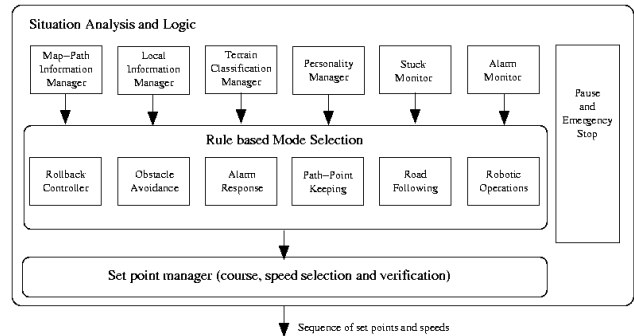 Situation Analysis and Logic
Map-Path
Information
Manager
Local
Information
Manager
Terrain
Classification
Manager
Personality
Manager
Stuck
Monitor
Alarm
Monitor
Pause
and
Emergency
Stop
Rule based Mode Selection
Rollback
Controller
Obstacle
Avoidance
Alarm
Response
Path-Point
Keeping
Road
Following
Robotic
Operations
Set point manager (course, speed selection and verification)
Sequence of set points and speeds